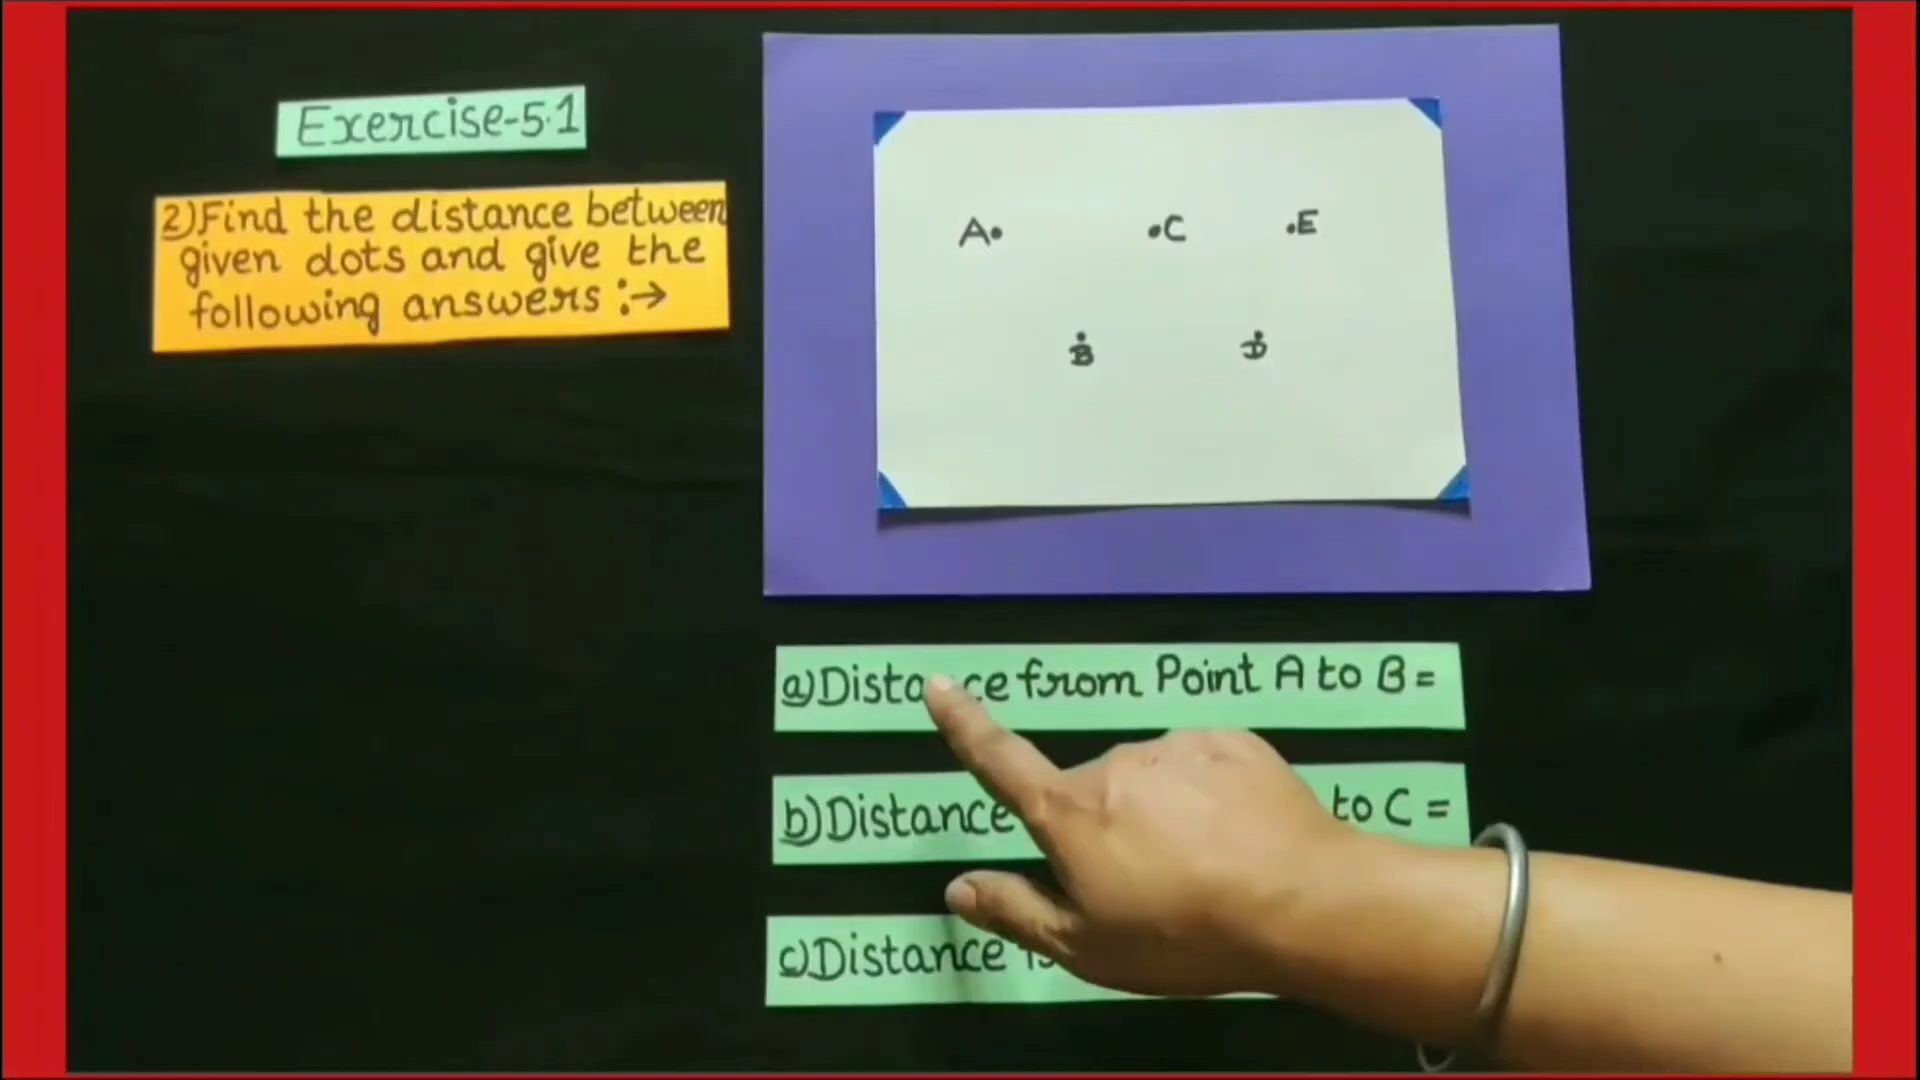 Exercise-5.1
2)Find the distance between
given dots and give the
following answers :→
A
C
E
B
D
a)Distance from Point A to B =
b)Distance to C =
c)Distance